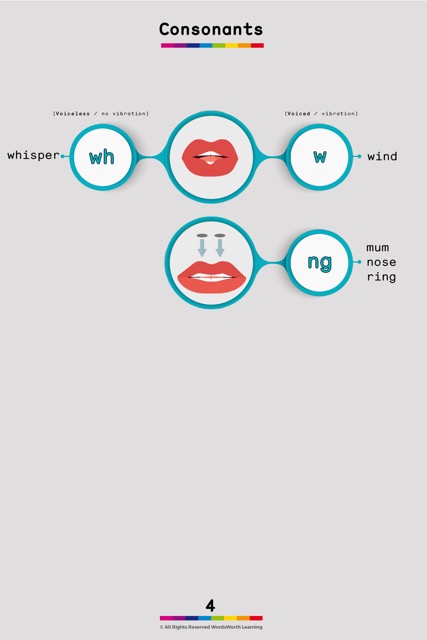 Consonants
(Voiceless / no vibration)
(Voiced / vibration)
whisper
wh
w
wind
ng
mum
nose
ring
4
© All Rights Reserved WordsWorth Learning